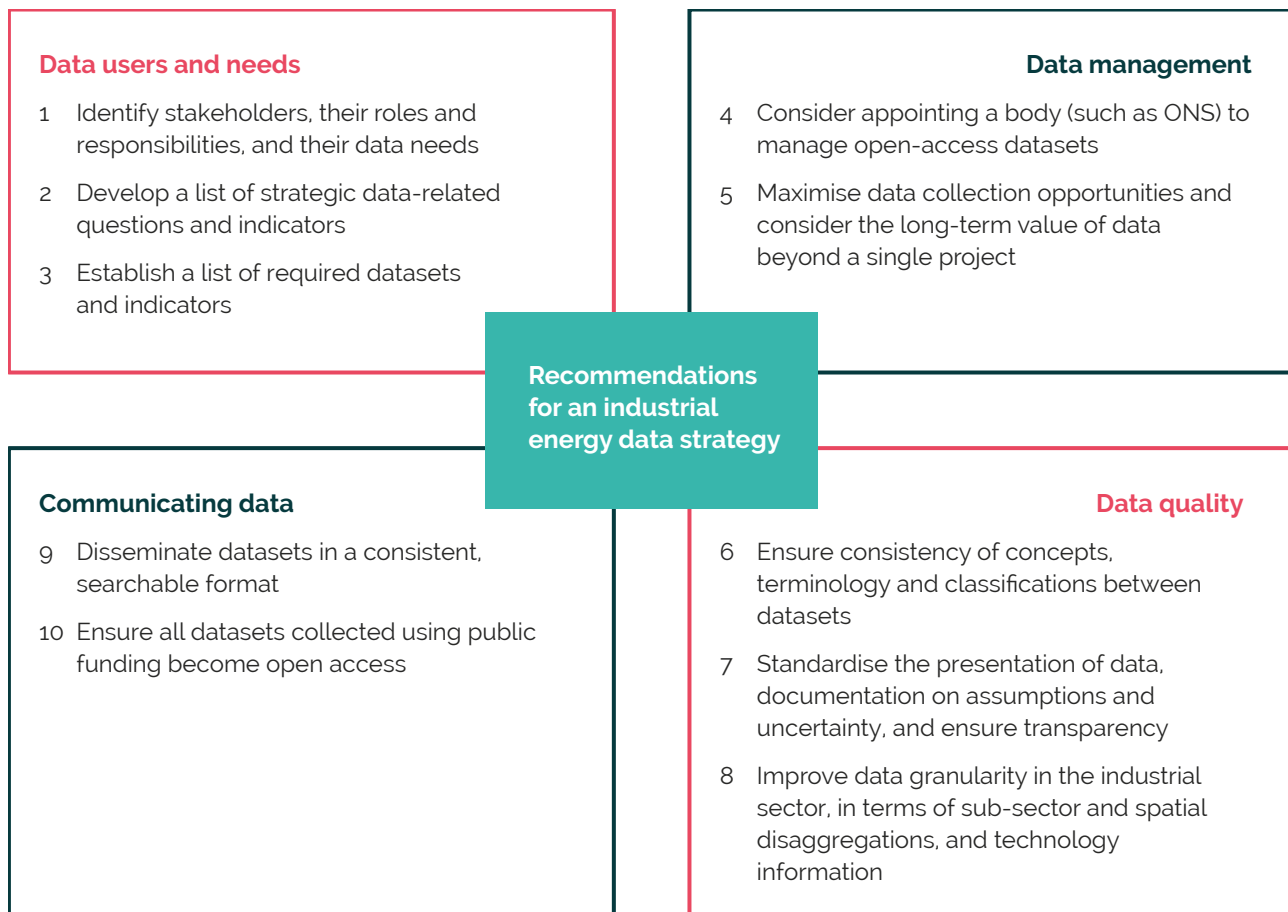 Data users and needs
1 Identify stakeholders, their roles and
responsibilities, and their data needs
2 Develop a list of strategic data-related
questions and indicators
3 Establish a list of required datasets
and indicators
Data management
4 Consider appointing a body (such as ONS) to
manage open-access datasets
5 Maximise data collection opportunities and
consider the long-term value of data
beyond a single project
Recommendations
for an industrial
energy data strategy
Data quality
6 Ensure consistency of concepts,
terminology and classifications between
datasets
7 Standardise the presentation of data,
documentation on assumptions and
uncertainty, and ensure transparency
8 Improve data granularity in the industrial
sector, in terms of sub-sector and spatial
disaggregations, and technology
information
Communicating data
9 Disseminate datasets in a consistent,
searchable format
10 Ensure all datasets collected using public
funding become open access